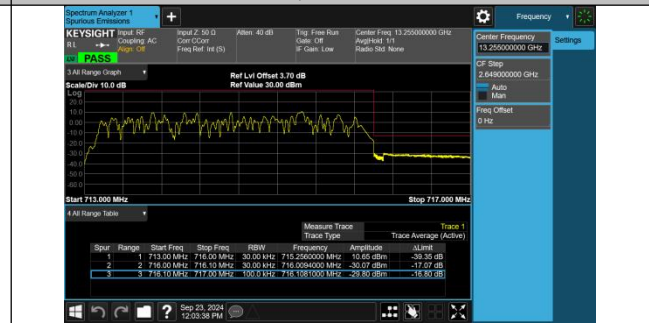 Spectrum Analyzer 1
Spurious Emissions
Frequency
KEYSIGHT
Input: RF
Input Z: 50 Ω
Atten: 40 dB
Trig: Free Run
Center Freq: 13.255000000 GHz
RL
Coupling: AC
Corr CCorr
Gate: Off
Avg|Hold: 1/1
Align: Off
Freq Ref: Int (S)
IF Gain: Low
Radio Std: None
PASS
Center Frequency
13.255000000 GHz
Settings
CF Step
2.649000000 GHz
Auto
Man
Freq Offset
0 Hz
3 All Range Graph
Ref Lvl Offset 3.70 dB
Scale/Div 10.0 dB
Ref Value 30.00 dBm
Log
20.0
10.0
0.0
-10.0
-20.0
-30.0
-40.0
-50.0
-60.0
Start 713.000 MHz
Stop 717.000 MHz
4 All Range Table
Measure Trace
Trace 1
Trace Type
Trace Average (Active)
Spur Range Start Freq Stop Freq RBW Frequency Amplitude ΔLimit
1 1 713.00 MHz 716.00 MHz 30.00 kHz 715.2560000 MHz 10.65 dBm -39.35 dB
2 2 716.00 MHz 716.10 MHz 30.00 kHz 716.0094000 MHz -30.07 dBm -17.07 dB
3 3 716.10 MHz 717.00 MHz 100.0 kHz 716.1081000 MHz -29.80 dBm -16.80 dB
Sep 23, 2024
12:03:38 PM